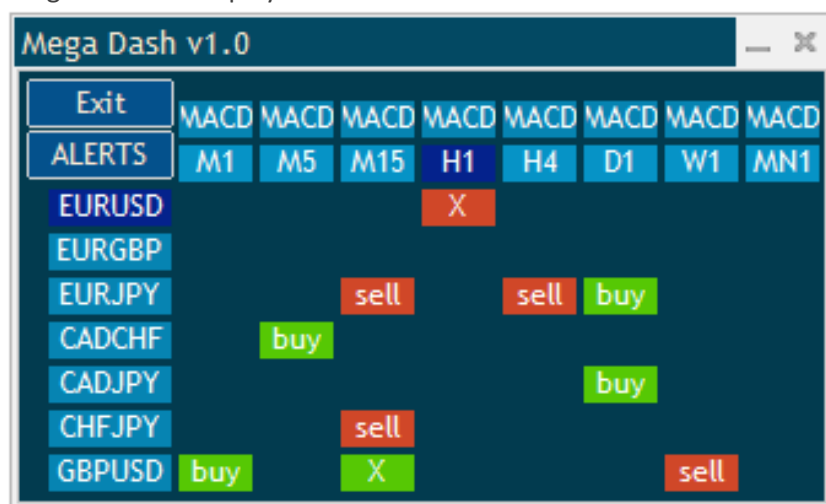 Mega Dash v1.0
Exit MACD MACD MACD MACD MACD MACD MACD MACD
ALERTS M1 M5 M15 H1 H4 D1 W1 MN1
EURUSD X
EURGBP
EURJPY sell sell buy
CADCHF buy
CADJPY buy
CHFJPY sell
GBPUSD buy X sell